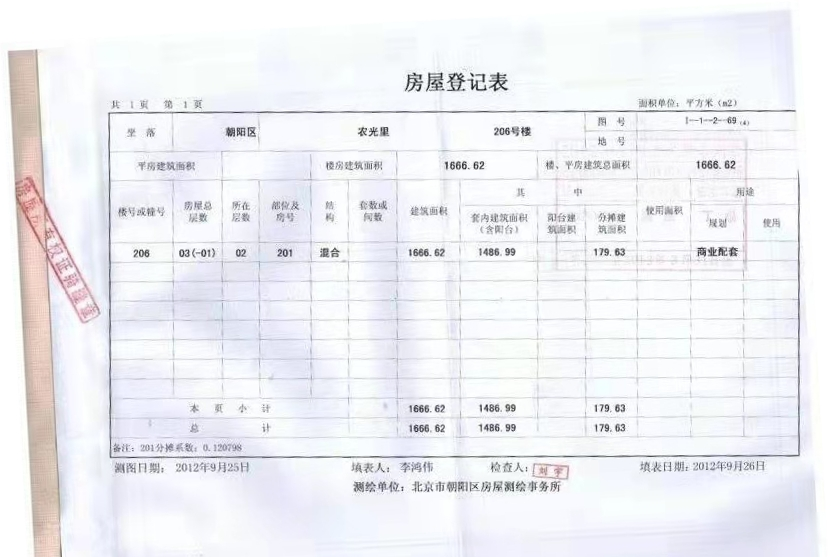 房屋登记表
共 1 页 第 1 页
面积单位：平方米（m2）
坐 落 朝阳区 农光里 206号楼 图 号 1--1--2--69 (4)
地 号
平房建筑面积 楼房建筑面积 1666.62 楼、平房建筑总面积 1666.62
楼号或幢号 房屋总层数 所在层数 部位及房号 结构 套数或间数 建筑面积 其 中 使用面积 用途
套内建筑面积（含阳台） 阳台建筑面积 分摊建筑面积 规划 使用
206 03(-01) 02 201 混合 1666.62 1486.99 179.63 商业配套
本 页 小 计 1666.62 1486.99 179.63
总 计 1666.62 1486.99 179.63
备注：201分摊系数：0.120798
测图日期： 2012年9月25日 填表人： 李鸿伟 检查人： 刘宇 填表日期：2012年9月26日
测绘单位：北京市朝阳区房屋测绘事务所